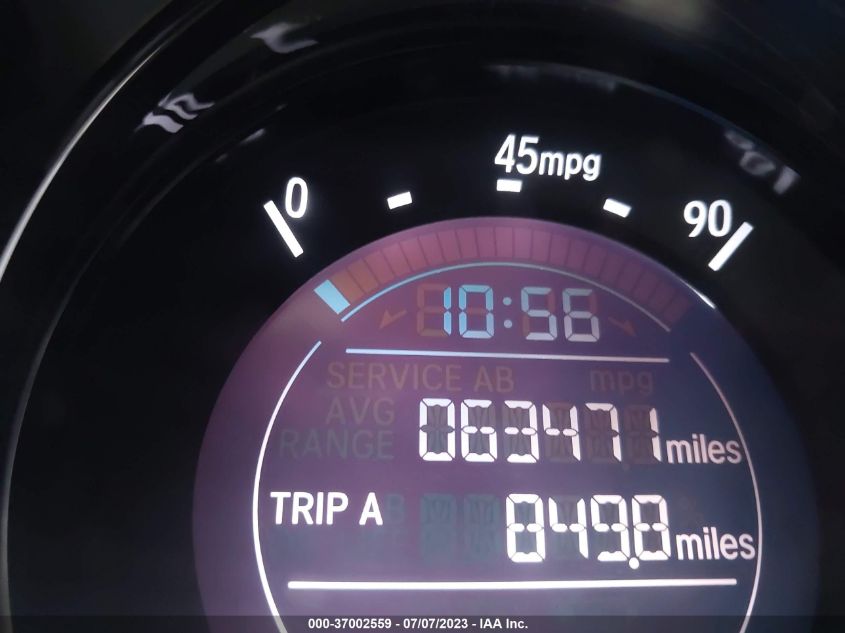 45mpg
0 90
10:56
SERVICE AB mpg
AVG
RANGE
063471 miles
TRIP A 849.8 miles
000-37002559 - 07/07/2023 - IAA Inc.